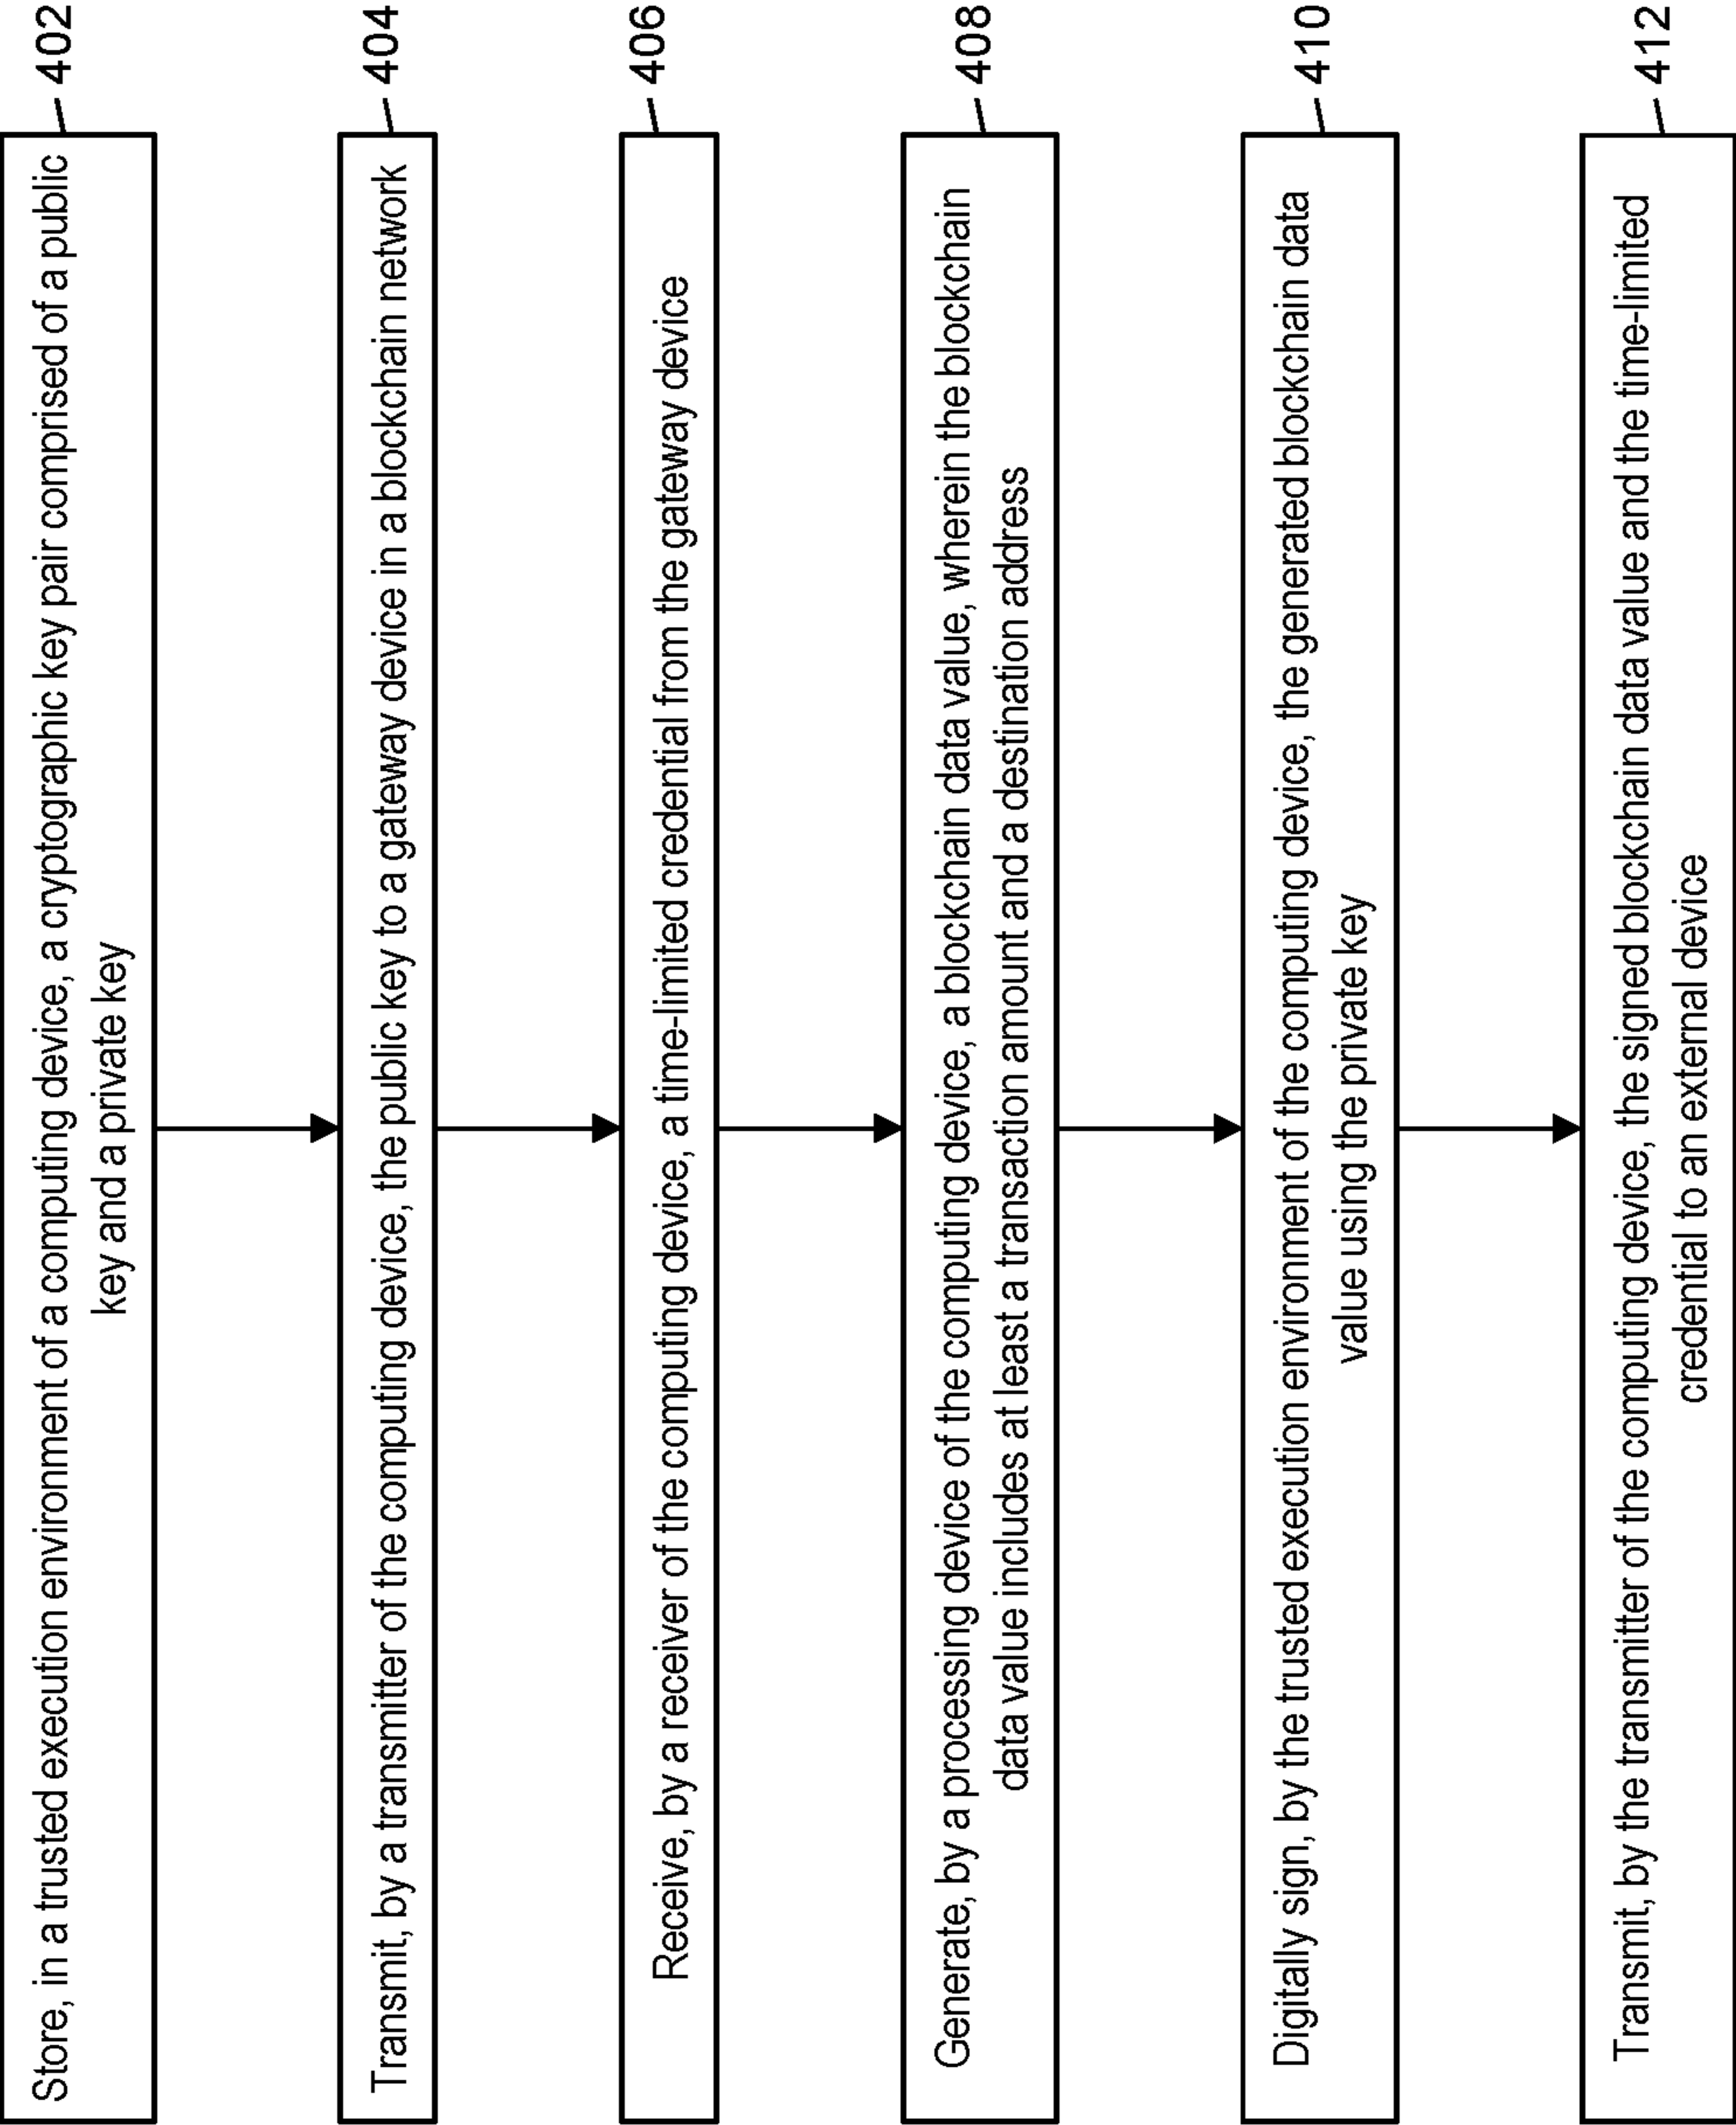 Store, in a trusted execution environment of a computing device, a cryptographic key pair comprised of a public
key and a private key
402
Transmit, by a transmitter of the computing device, the public key to a gateway device in a blockchain network
404
Receive, by a receiver of the computing device, a time-limited credential from the gateway device
406
Generate, by a processing device of the computing device, a blockchain data value, wherein the blockchain
data value includes at least a transaction amount and a destination address
408
Digitally sign, by the trusted execution environment of the computing device, the generated blockchain data
value using the private key
410
Transmit, by the transmitter of the computing device, the signed blockchain data value and the time-limited
credential to an external device
412